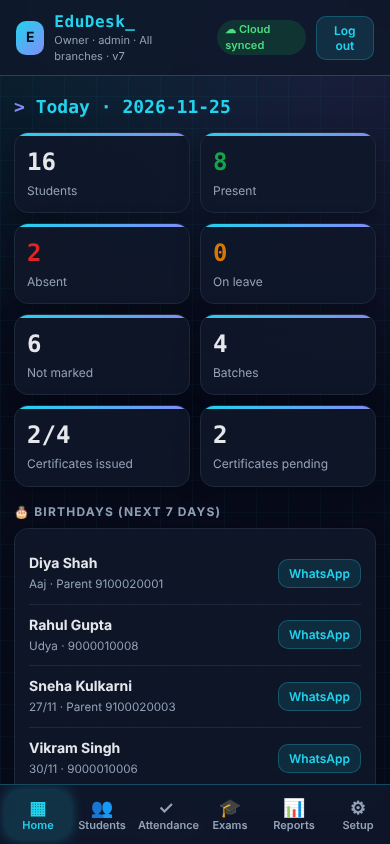 E
EduDesk_
Owner · admin · All
branches · v7
☁ Cloud
synced
Log
out
> Today · 2026-11-25
16
Students
8
Present
2
Absent
0
On leave
6
Not marked
4
Batches
2/4
Certificates issued
2
Certificates pending
🎂 BIRTHDAYS (NEXT 7 DAYS)
Diya Shah
Aaj · Parent 9100020001
WhatsApp
Rahul Gupta
Udya · 9000010008
WhatsApp
Sneha Kulkarni
27/11 · Parent 9100020003
WhatsApp
Vikram Singh
30/11 · 9000010006
WhatsApp
Home
Students
Attendance
Exams
Reports
Setup